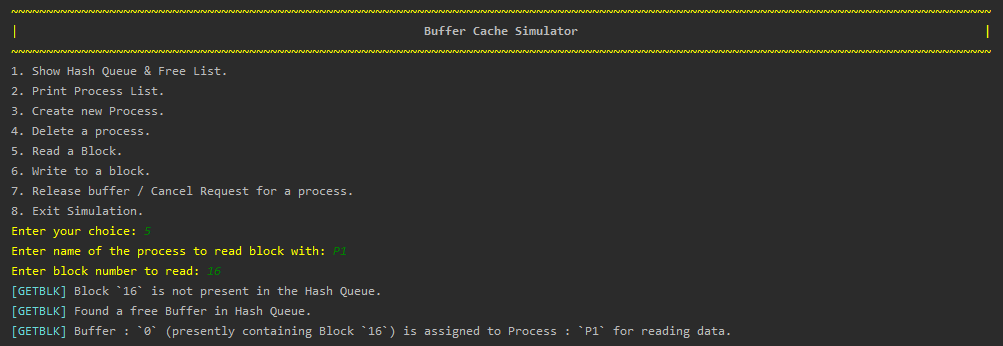 ~~~~~~~~~~~~~~~~~~~~~~~~~~~~~~~~~~~~~~~~~~~~~~~~~~~~~~~~~~~~~~~~~~~~~~~~~~~~~~~~~~~~~~~~~~~~~~~~~~~~~~~~~~~~~~~~~~~~~~~~~~~~~~~~~~~~~~~~~~~~
| Buffer Cache Simulator |
~~~~~~~~~~~~~~~~~~~~~~~~~~~~~~~~~~~~~~~~~~~~~~~~~~~~~~~~~~~~~~~~~~~~~~~~~~~~~~~~~~~~~~~~~~~~~~~~~~~~~~~~~~~~~~~~~~~~~~~~~~~~~~~~~~~~~~~~~~~~
1. Show Hash Queue & Free List.
2. Print Process List.
3. Create new Process.
4. Delete a process.
5. Read a Block.
6. Write to a block.
7. Release buffer / Cancel Request for a process.
8. Exit Simulation.
Enter your choice: 5
Enter name of the process to read block with: P1
Enter block number to read: 16
[GETBLK] Block `16` is not present in the Hash Queue.
[GETBLK] Found a free Buffer in Hash Queue.
[GETBLK] Buffer : `0` (presently containing Block `16`) is assigned to Process : `P1` for reading data.